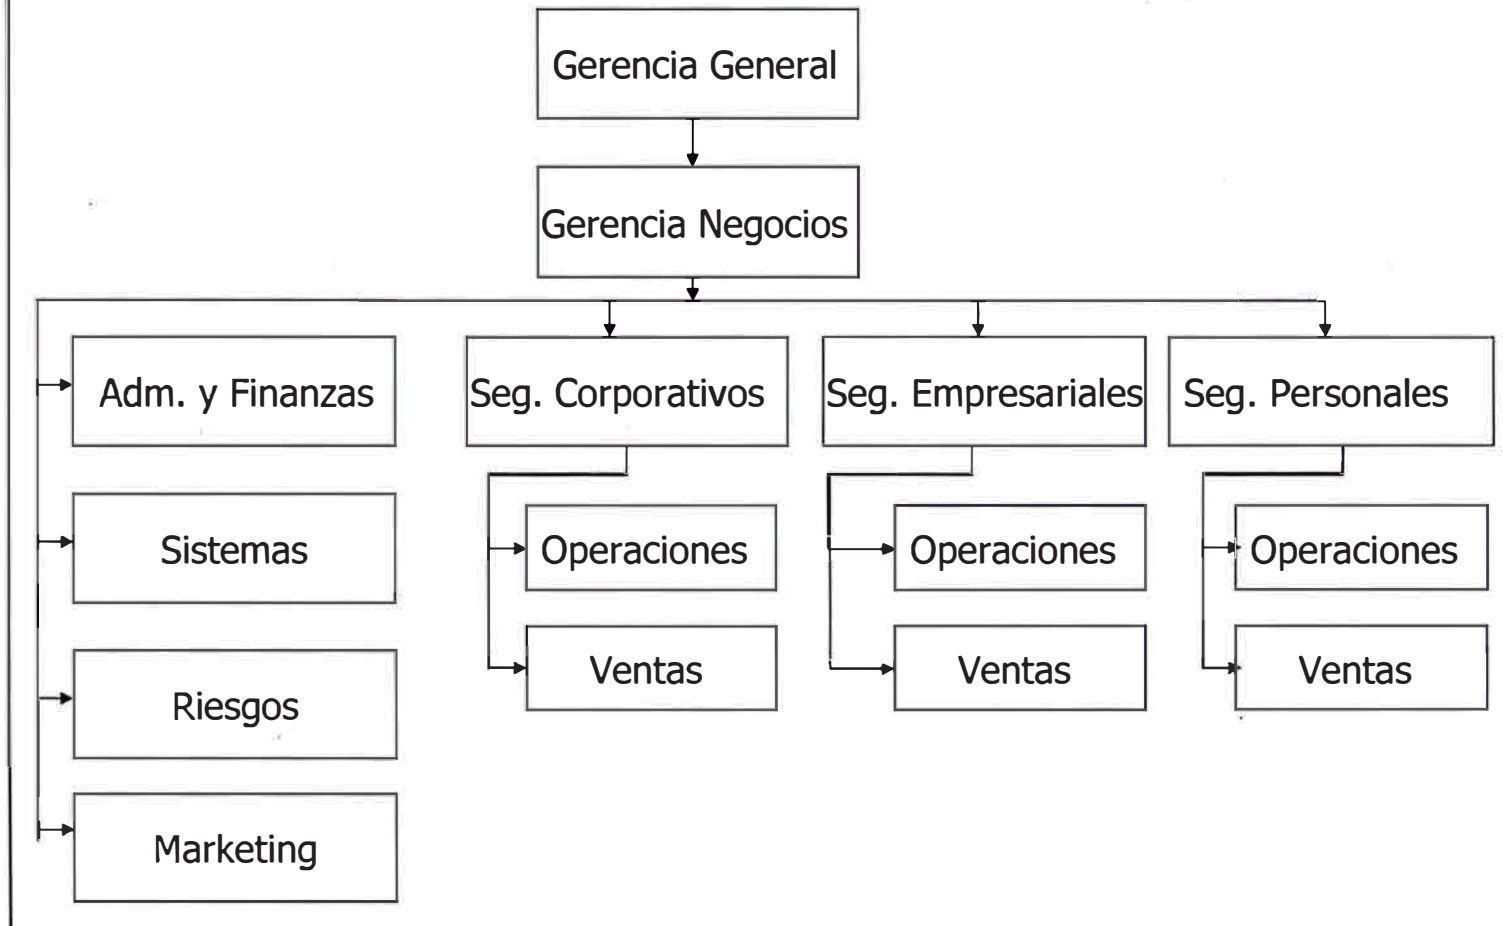 Gerencia General
Gerencia Negocios
Adm. y Finanzas
Seg. Corporativos
Seg. Empresariales
Seg. Personales
Sistemas
Operaciones
Operaciones
Operaciones
Riesgos
Ventas
Ventas
Ventas
Marketing